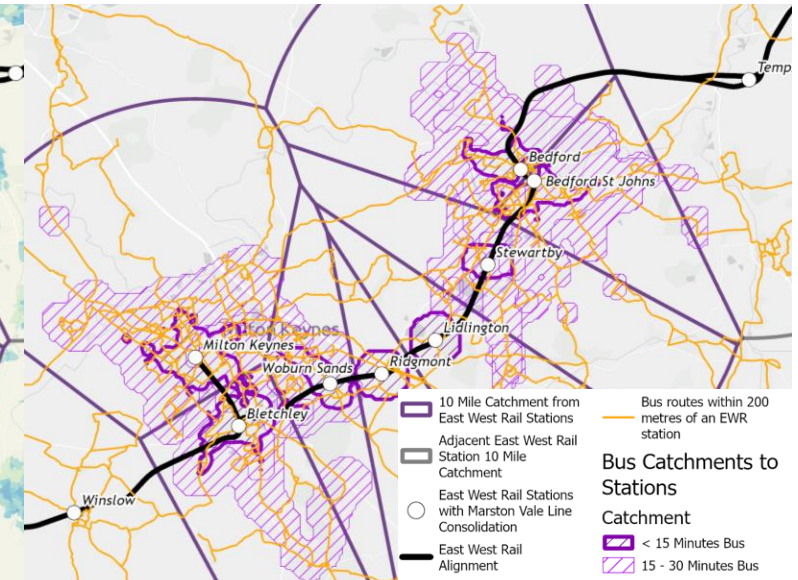 Temp
Bedford
Bedford St Johns
Stewartby
Milton Keynes
Lidlington
Milton Keynes
Ridgmont
Woburn Sands
Bletchley
Winslow
10 Mile Catchment from
East West Rail Stations
Adjacent East West Rail
Station 10 Mile
Catchment
East West Rail Stations
with Marston Vale Line
Consolidation
East West Rail
Alignment
Bus routes within 200
metres of an EWR
station
Bus Catchments to
Stations
Catchment
< 15 Minutes Bus
15 - 30 Minutes Bus